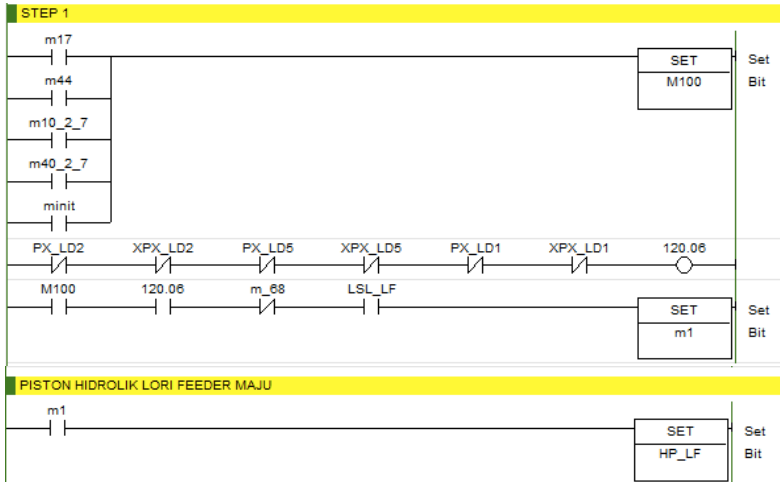 STEP 1
m17
SET Set
M100 Bit
m44
m10_2_7
m40_2_7
minit
PX_LD2 XPX_LD2 PX_LD5 XPX_LD5 PX_LD1 XPX_LD1 120.06
M100 120.06 m_68 LSL_LF
SET Set
m1 Bit
PISTON HIDROLIK LORI FEEDER MAJU
m1
SET Set
HP_LF Bit